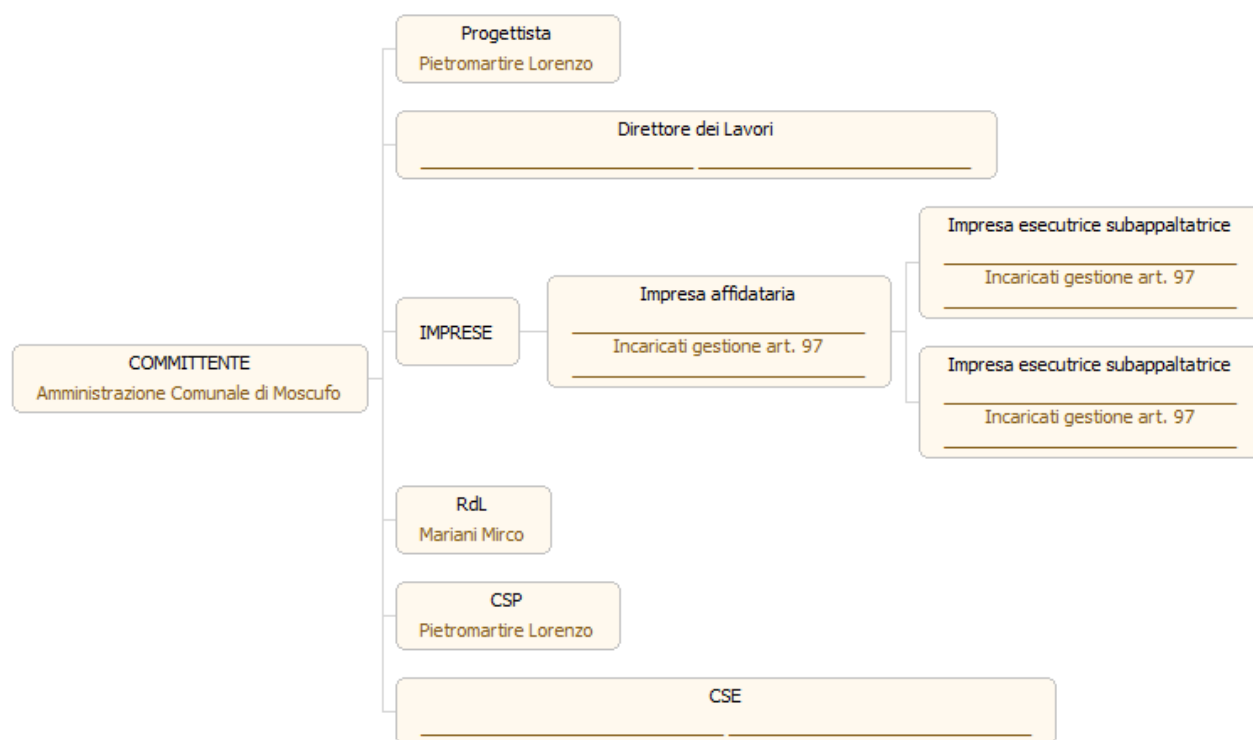 Progettista
Pietromartire Lorenzo
Direttore dei Lavori
Impresa esecutrice subappaltatrice
Incaricati gestione art. 97
Impresa affidataria
Incaricati gestione art. 97
IMPRESE
COMMITTENTE
Amministrazione Comunale di Moscufo
Impresa esecutrice subappaltatrice
Incaricati gestione art. 97
RdL
Mariani Mirco
CSP
Pietromartire Lorenzo
CSE